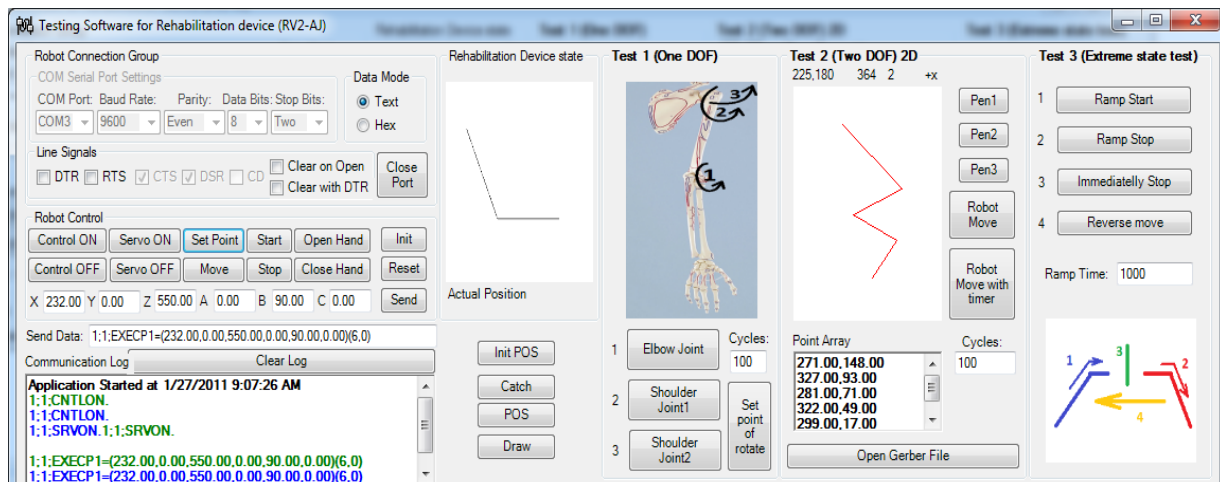 Testing Software for Rehabilitation device (RV2-AJ)
Robot Connection Group
COM Serial Port Settings
COM Port: Baud Rate: Parity: Data Bits: Stop Bits:
COM3 9600 Even 8 Two
Data Mode
Text
Hex
Line Signals
DTR RTS CTS DSR CD
Clear on Open
Clear with DTR
Close Port
Robot Control
Control ON Servo ON Set Point Start Open Hand Init
Control OFF Servo OFF Move Stop Close Hand Reset
X 232.00 Y 0.00 Z 550.00 A 0.00 B 90.00 C 0.00 Send
Send Data: 1;1;EXECP1=(232.00,0.00,550.00,0.00,90.00,0.00)(6,0)
Communication Log Clear Log
Application Started at 1/27/2011 9:07:26 AM
1;1;CNTLON.
1;1;CNTLON.
1;1;SRVON.1;1;SRVON.
1;1;EXECP1=(232.00,0.00,550.00,0.00,90.00,0.00)(6,0)
1;1;EXECP1=(232.00,0.00,550.00,0.00,90.00,0.00)(6,0)
Rehabilitation Device state
Actual Position
Init POS
Catch
POS
Draw
Test 1 (One DOF)
3
2
1
1 Elbow Joint
Cycles:
100
2 Shoulder Joint1
3 Shoulder Joint2
Set point of rotate
Test 2 (Two DOF) 2D
225,180 364 2 +x
Pen1
Pen2
Pen3
Robot Move
Robot Move with timer
Point Array
271.00,148.00
327.00,93.00
281.00,71.00
322.00,49.00
299.00,17.00
Cycles:
100
Open Gerber File
Test 3 (Extreme state test)
1 Ramp Start
2 Ramp Stop
3 Immediatelly Stop
4 Reverse move
Ramp Time: 1000
1
3
2
4